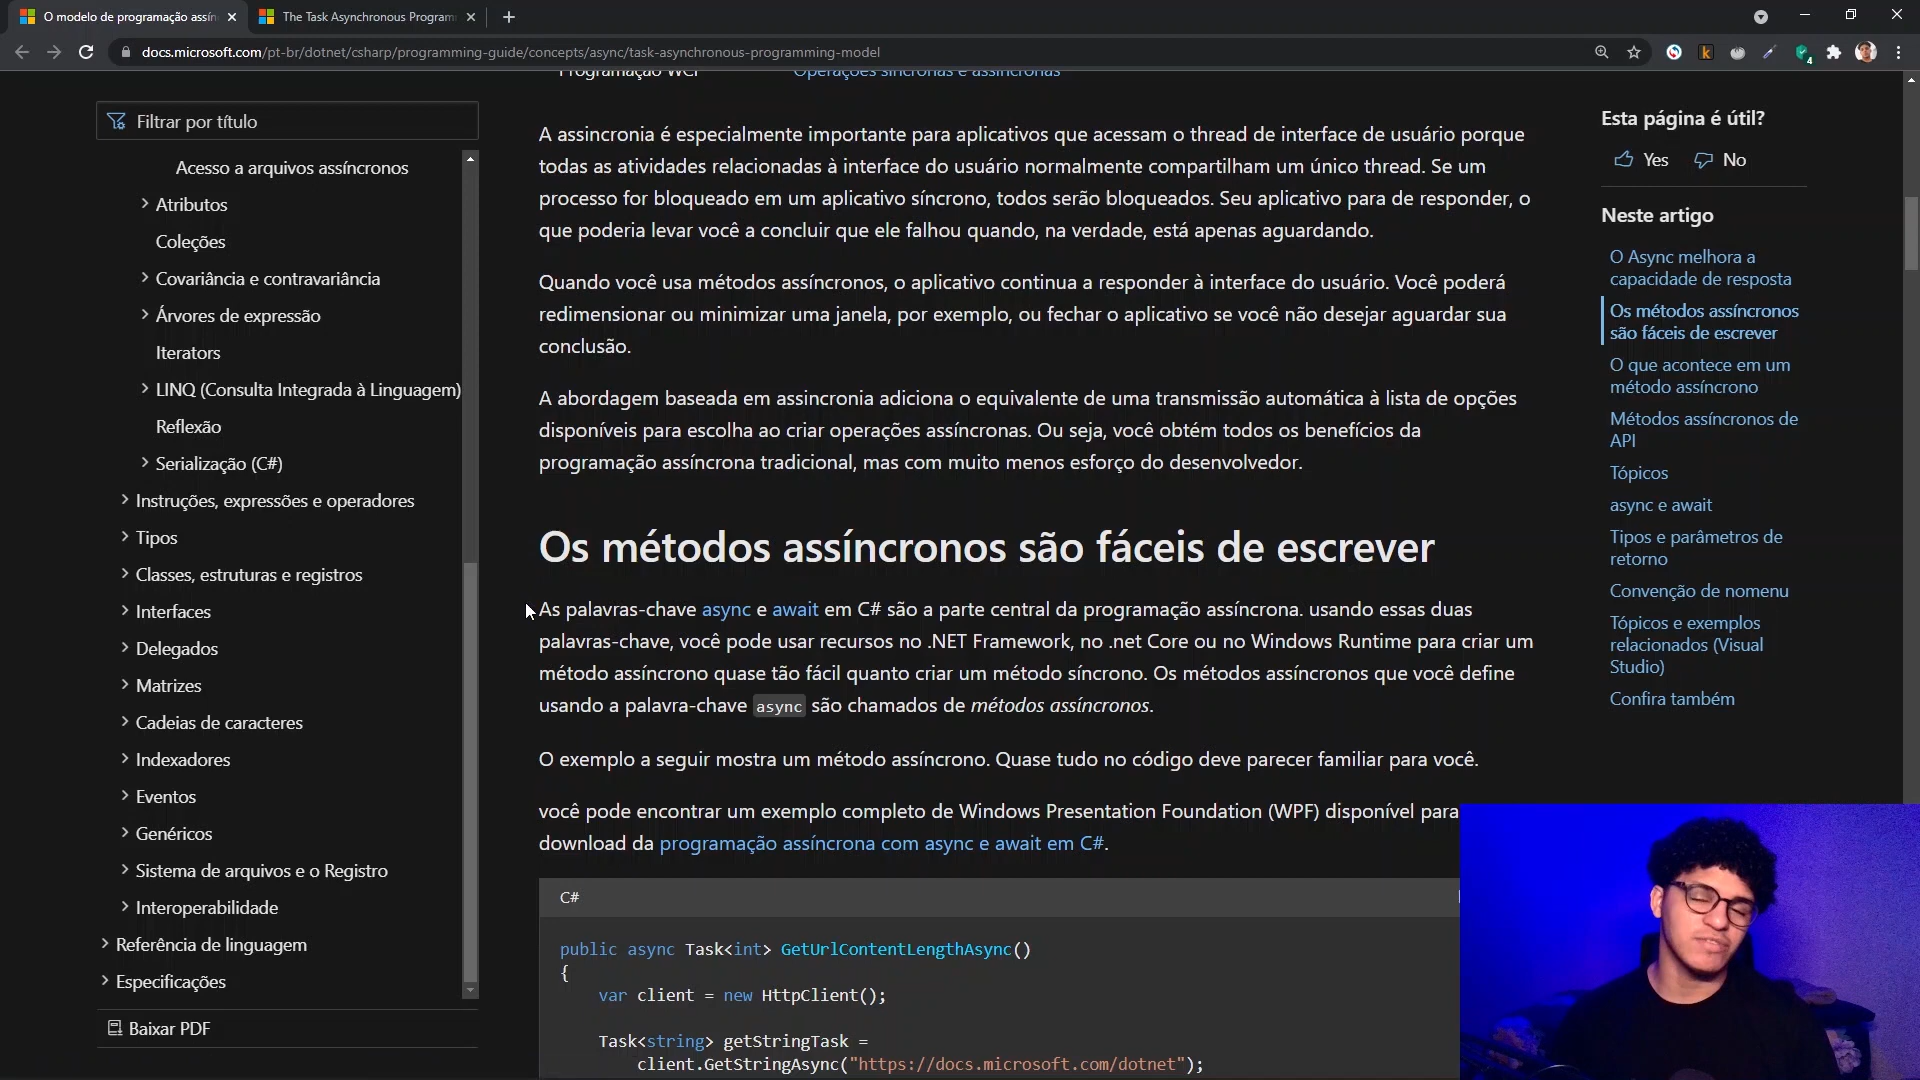 O modelo de programação assín
The Task Asynchronous Program
docs.microsoft.com/pt-br/dotnet/csharp/programming-guide/concepts/async/task-asynchronous-programming-model
4
Filtrar por título
Acesso a arquivos assíncronos
Atributos
Coleções
Covariância e contravariância
Árvores de expressão
Iterators
LINQ (Consulta Integrada à Linguagem)
Reflexão
Serialização (C#)
Instruções, expressões e operadores
Tipos
Classes, estruturas e registros
Interfaces
Delegados
Matrizes
Cadeias de caracteres
Indexadores
Eventos
Genéricos
Sistema de arquivos e o Registro
Interoperabilidade
Referência de linguagem
Especificações
Baixar PDF
Programação WCF
Operações síncronas e assíncronas
A assincronia é especialmente importante para aplicativos que acessam o thread de interface de usuário porque
todas as atividades relacionadas à interface do usuário normalmente compartilham um único thread. Se um
processo for bloqueado em um aplicativo síncrono, todos serão bloqueados. Seu aplicativo para de responder, o
que poderia levar você a concluir que ele falhou quando, na verdade, está apenas aguardando.
Quando você usa métodos assíncronos, o aplicativo continua a responder à interface do usuário. Você poderá
redimensionar ou minimizar uma janela, por exemplo, ou fechar o aplicativo se você não desejar aguardar sua
conclusão.
A abordagem baseada em assincronia adiciona o equivalente de uma transmissão automática à lista de opções
disponíveis para escolha ao criar operações assíncronas. Ou seja, você obtém todos os benefícios da
programação assíncrona tradicional, mas com muito menos esforço do desenvolvedor.
Os métodos assíncronos são fáceis de escrever
As palavras-chave async e await em C# são a parte central da programação assíncrona. usando essas duas
palavras-chave, você pode usar recursos no .NET Framework, no .net Core ou no Windows Runtime para criar um
método assíncrono quase tão fácil quanto criar um método síncrono. Os métodos assíncronos que você define
usando a palavra-chave async são chamados de métodos assíncronos.
O exemplo a seguir mostra um método assíncrono. Quase tudo no código deve parecer familiar para você.
você pode encontrar um exemplo completo de Windows Presentation Foundation (WPF) disponível para
download da programação assíncrona com async e await em C#.
C#
public async Task<int> GetUrlContentLengthAsync()
{
var client = new HttpClient();
Task<string> getStringTask =
client.GetStringAsync("https://docs.microsoft.com/dotnet");
Esta página é útil?
Yes No
Neste artigo
O Async melhora a
capacidade de resposta
Os métodos assíncronos
são fáceis de escrever
O que acontece em um
método assíncrono
Métodos assíncronos de
API
Tópicos
async e await
Tipos e parâmetros de
retorno
Convenção de nomenu
Tópicos e exemplos
relacionados (Visual
Studio)
Confira também